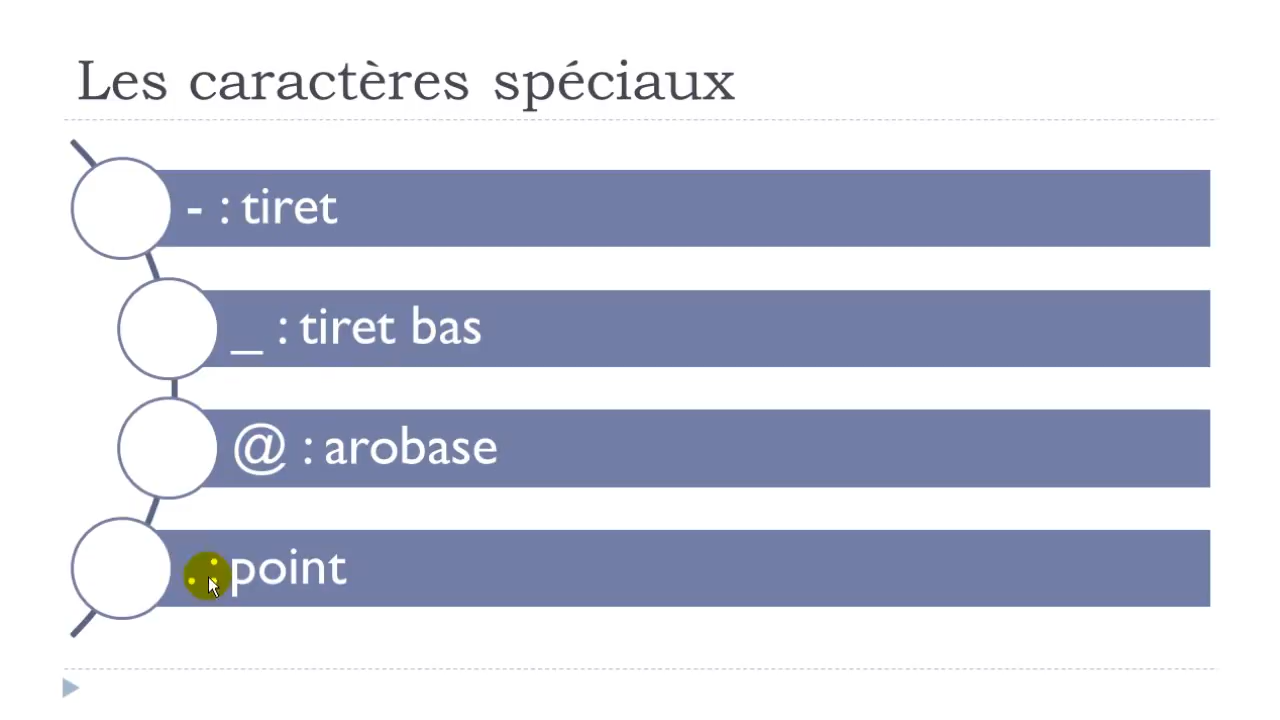 Les caractères spéciaux
- : tiret
_ : tiret bas
@ : arobase
. : point